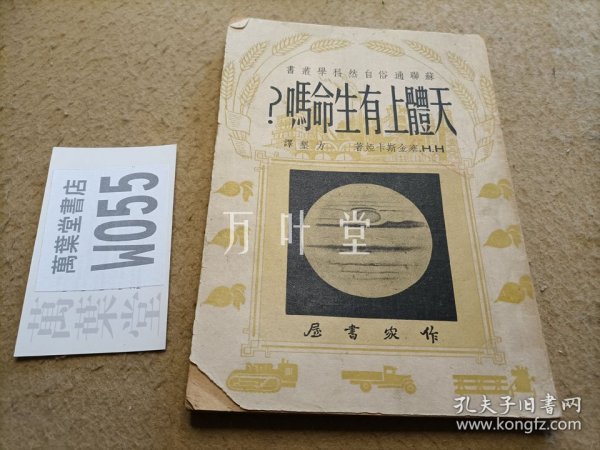 蘇聯通俗自然科學叢書
天體上有生命嗎？
H.H.金斯卡婭著 方譯
作家書屋
萬葉堂書店
W055
萬葉堂
万叶堂
孔夫子旧書网
www.kongfz.com